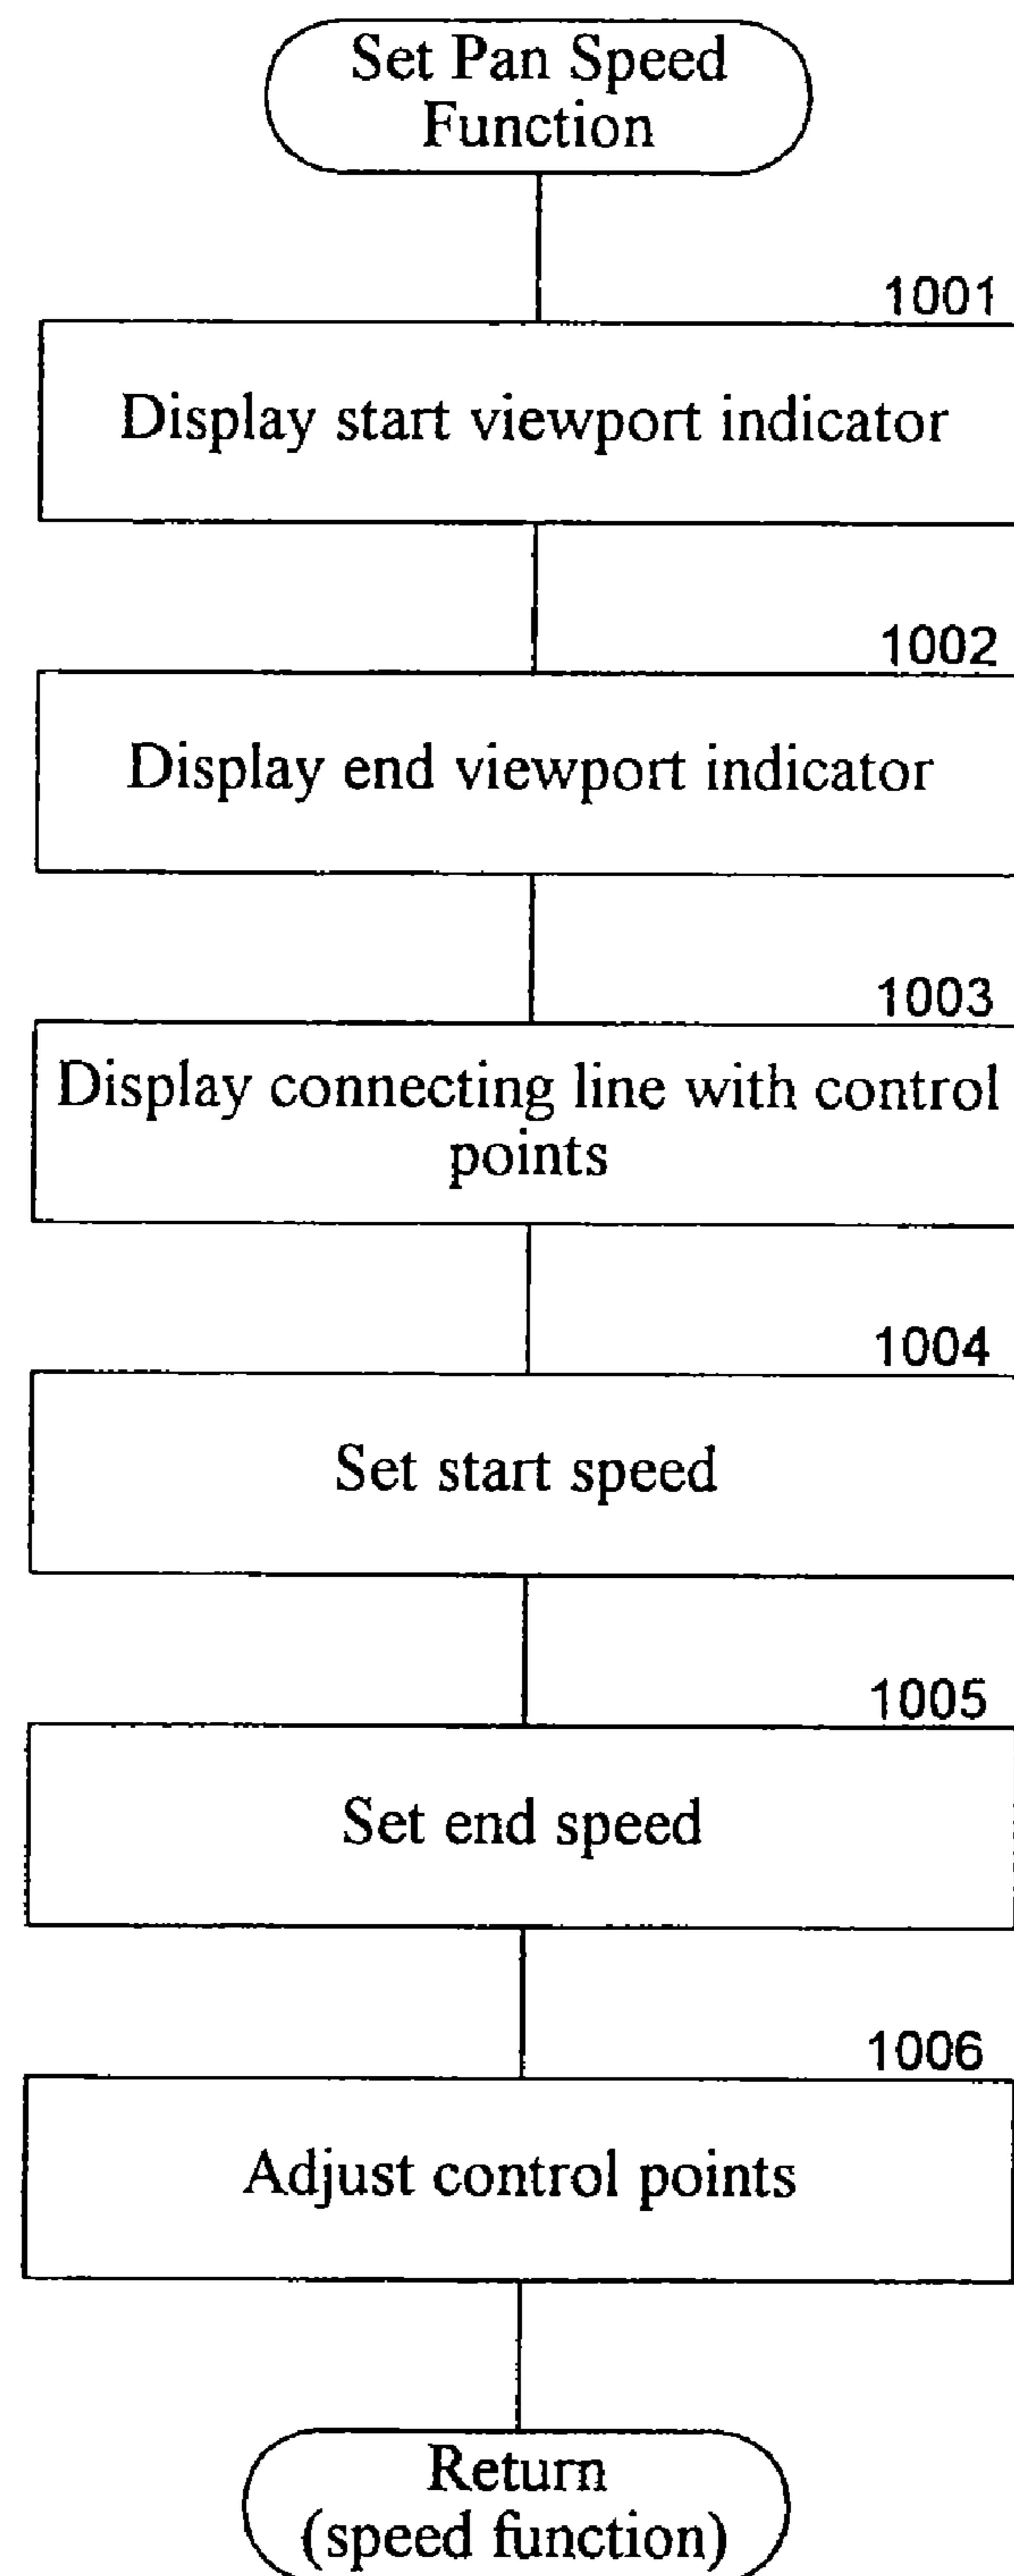 Set Pan Speed
Function
1001
Display start viewport indicator
1002
Display end viewport indicator
1003
Display connecting line with control
points
1004
Set start speed
1005
Set end speed
1006
Adjust control points
Return
(speed function)